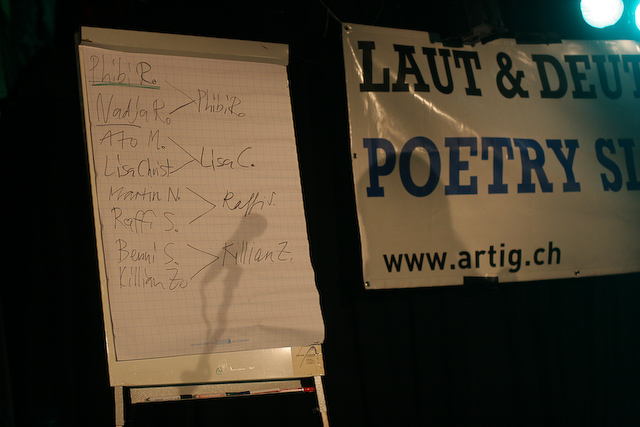 Phibi R.
Nadja R.
Phibi R.
Ato M.
Lisa Christ
Lisa C.
Martin N.
Raffi S.
Raffi S.
Benni S.
Killian Z.
Killian Z.
LAUT & DEUT
POETRY SL
www.artig.ch